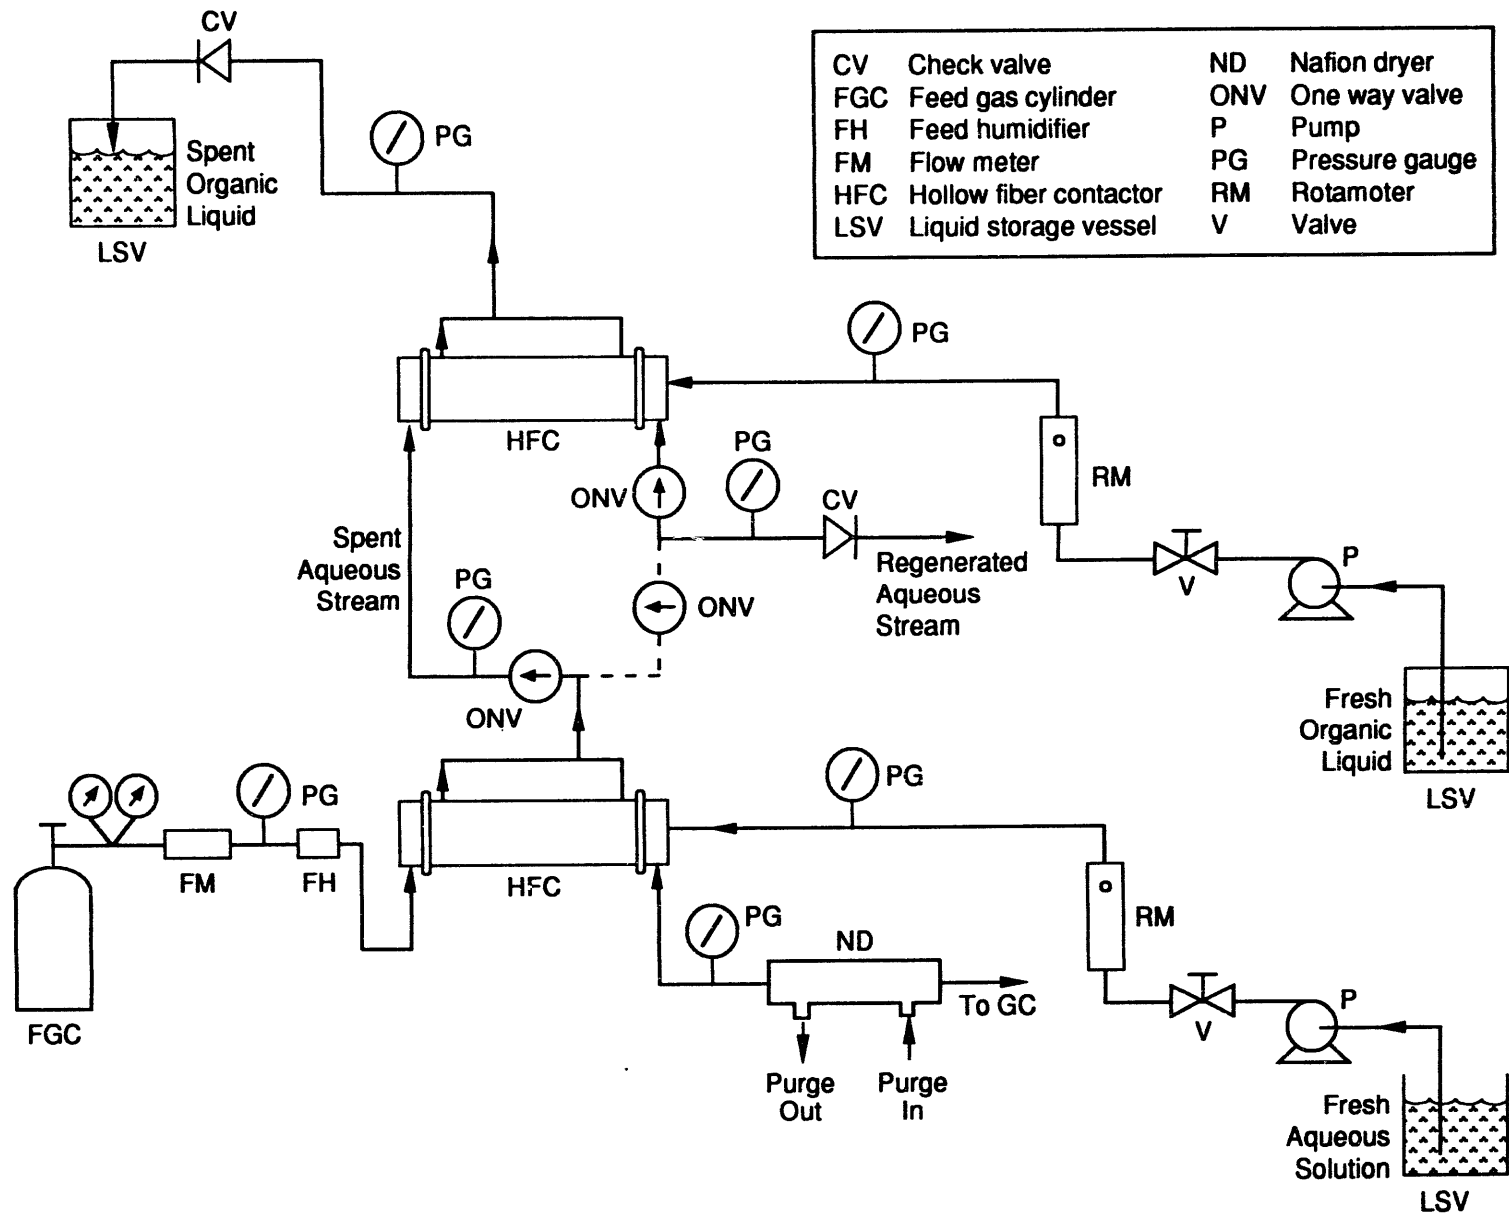 CV
PG
Spent
Organic
Liquid
LSV
CV Check valve
FGC Feed gas cylinder
FH Feed humidifier
FM Flow meter
HFC Hollow fiber contactor
LSV Liquid storage vessel
ND Nafion dryer
ONV One way valve
P Pump
PG Pressure gauge
RM Rotamoter
V Valve
PG
HFC
PG
ONV
CV
RM
Spent
Aqueous
Stream
PG
Regenerated
Aqueous
Stream
ONV
V
P
ONV
Fresh
Organic
Liquid
LSV
PG
PG
FM
FH
HFC
FGC
PG
ND
To GC
Purge
Out
Purge
In
RM
V
P
Fresh
Aqueous
Solution
LSV